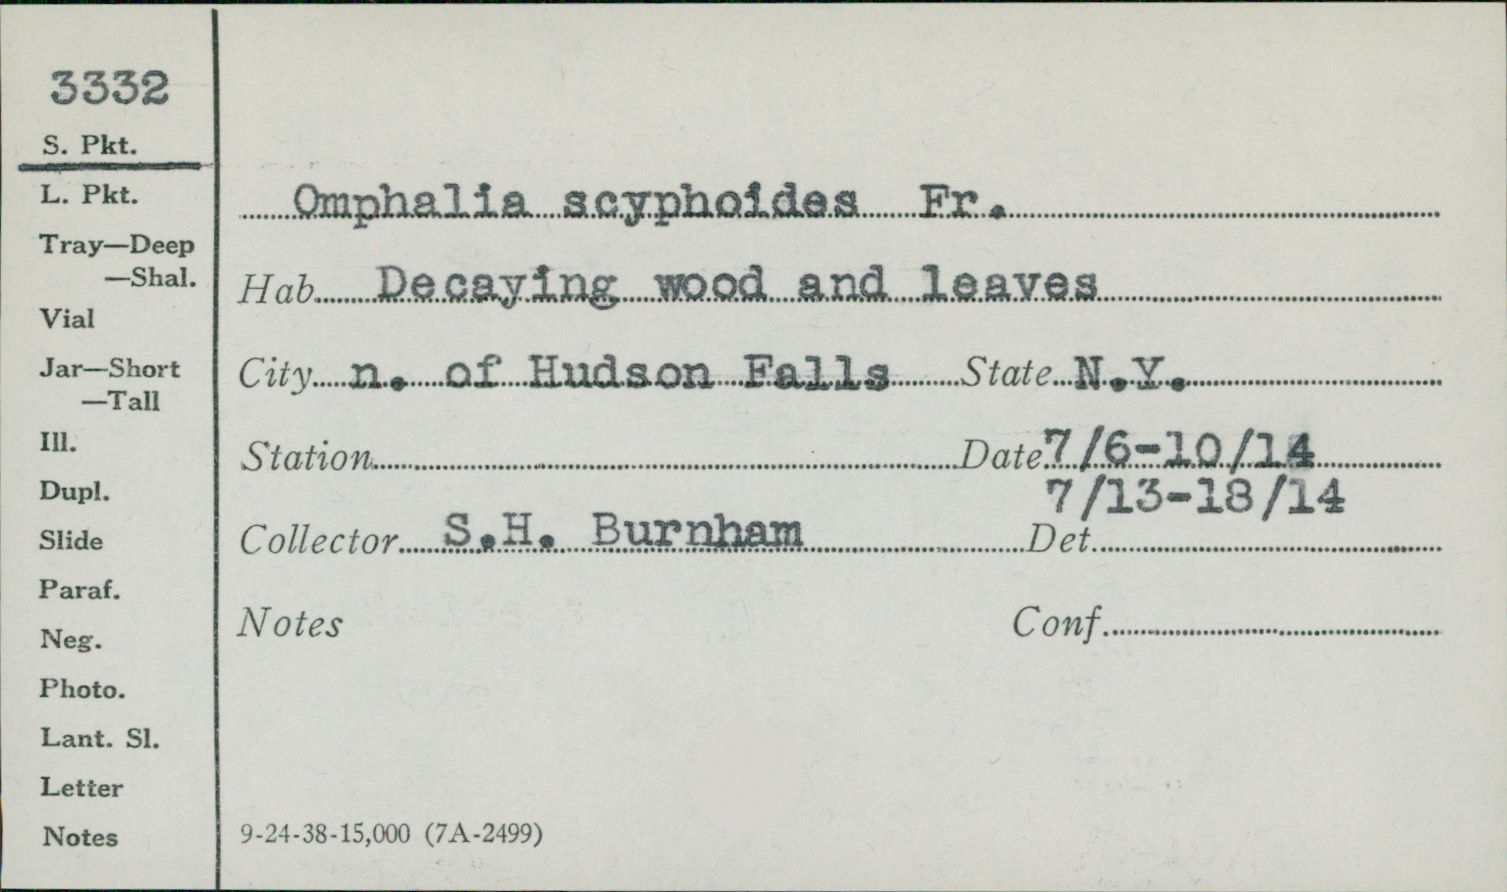 3332
S. Pkt.
L. Pkt.
Tray—Deep
—Shal.
Vial
Jar—Short
—Tall
Ill.
Dupl.
Slide
Paraf.
Neg.
Photo.
Lant. Sl.
Letter
Notes
Omphalia scyphoides Fr.
Hab. Decaying wood and leaves
City n. of Hudson Falls State N.Y.
Station Date 7/6-10/14
7/13-18/14
Collector S.H. Burnham Det.
Notes Conf.
9-24-38-15,000 (7A-2499)